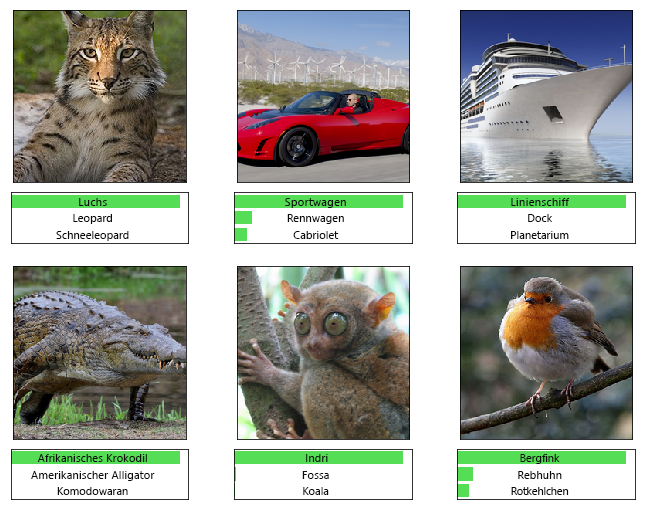 Luchs
Leopard
Schneeleopard
Sportwagen
Rennwagen
Cabriolet
Linienschiff
Dock
Planetarium
Afrikanisches Krokodil
Amerikanischer Alligator
Komodowaran
Indri
Fossa
Koala
Bergfink
Rebhuhn
Rotkehlchen